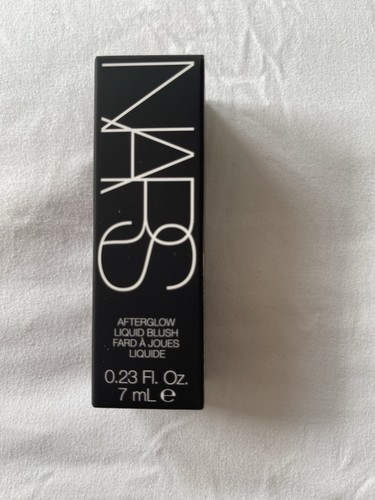 NARS
AFTERGLOW
LIQUID BLUSH
FARD À JOUES
LIQUIDE
0.23 Fl. Oz.
7 mL ℮